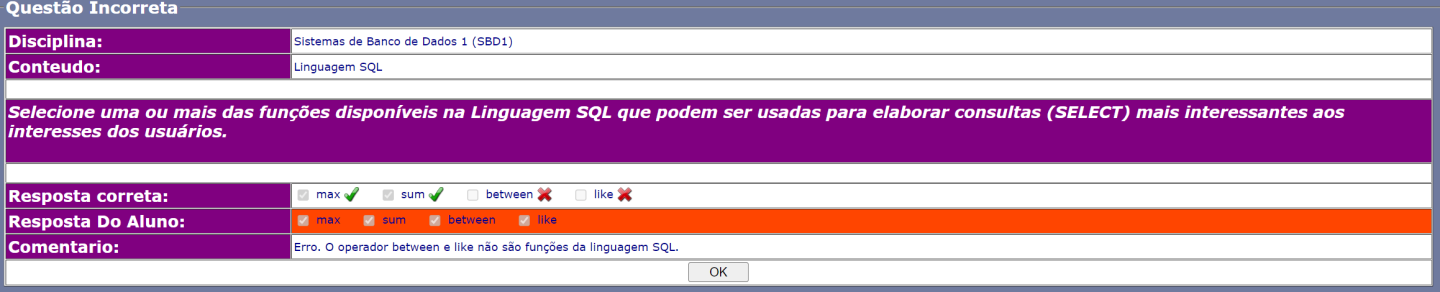 Questão Incorreta
Disciplina: Sistemas de Banco de Dados 1 (SBD1)
Conteudo: Linguagem SQL
Selecione uma ou mais das funções disponíveis na Linguagem SQL que podem ser usadas para elaborar consultas (SELECT) mais interessantes aos
interesses dos usuários.
Resposta correta: max sum between like
Resposta Do Aluno: max sum between like
Comentario: Erro. O operador between e like não são funções da linguagem SQL.
OK